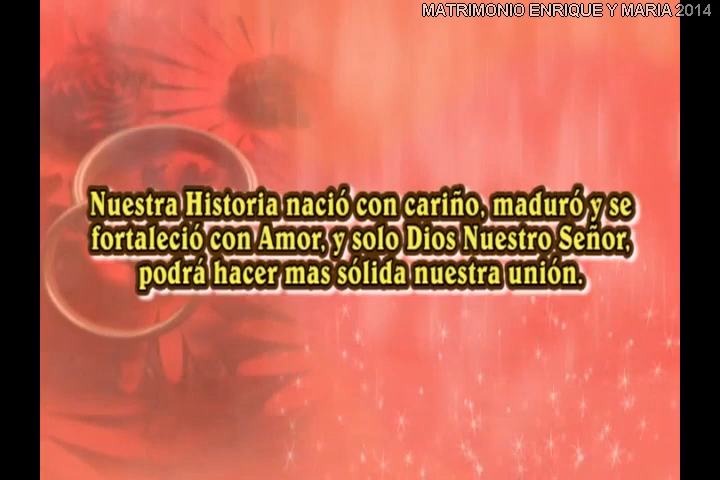 MATRIMONIO ENRIQUE Y MARIA 2014
Nuestra Historia nació con cariño, maduró y se
fortaleció con Amor, y solo Dios Nuestro Señor,
podrá hacer mas sólida nuestra unión.